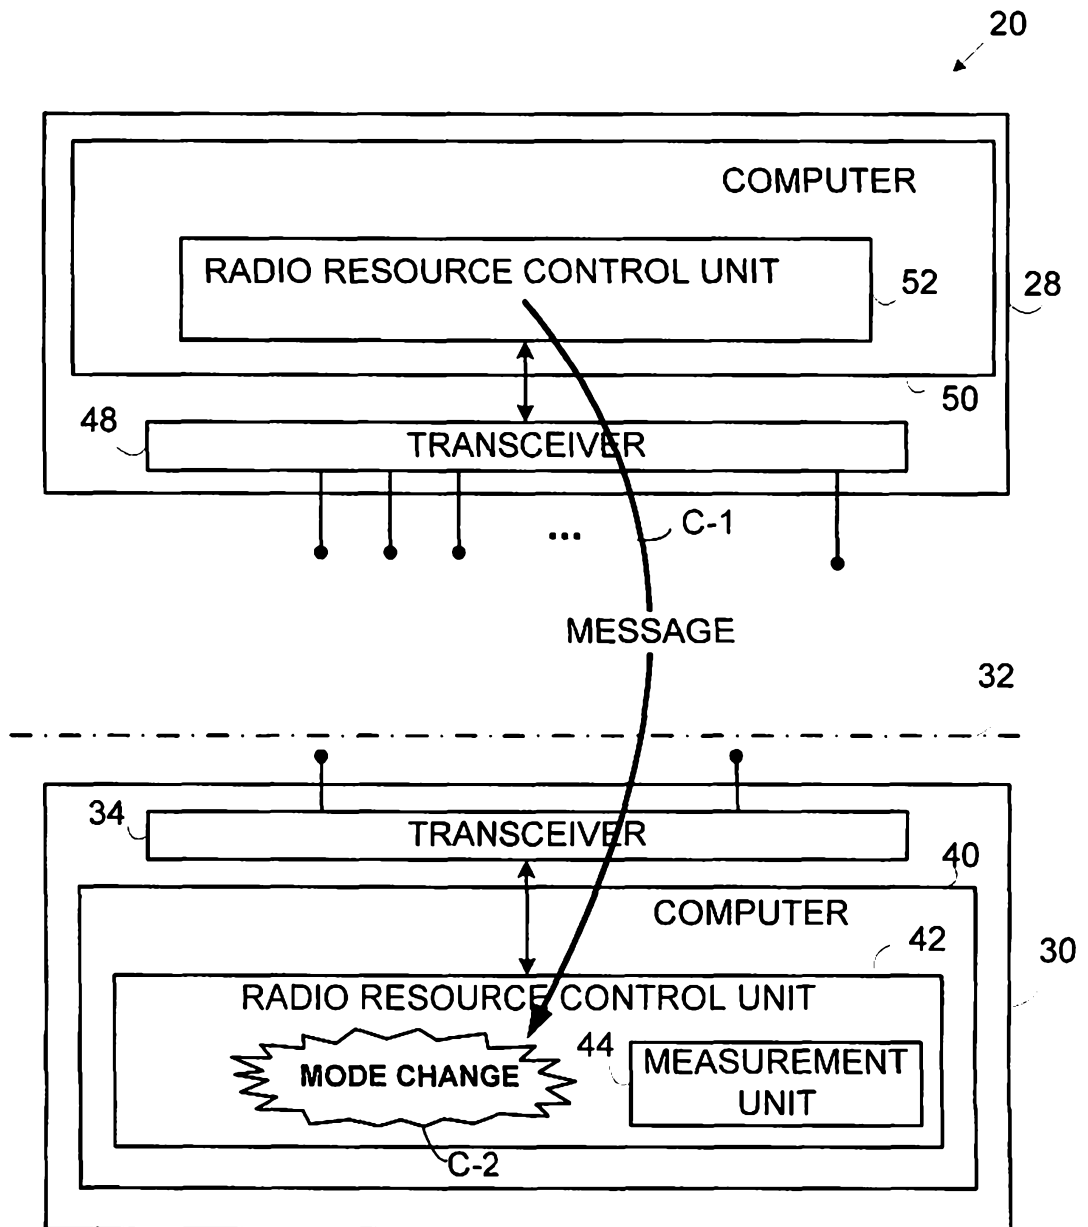 20
COMPUTER
RADIO RESOURCE CONTROL UNIT
52
28
50
48
TRANSCEIVER
...
C-1
MESSAGE
32
34
TRANSCEIVER
40
COMPUTER
42
30
RADIO RESOURCE CONTROL UNIT
44
MODE CHANGE
MEASUREMENT
UNIT
C-2